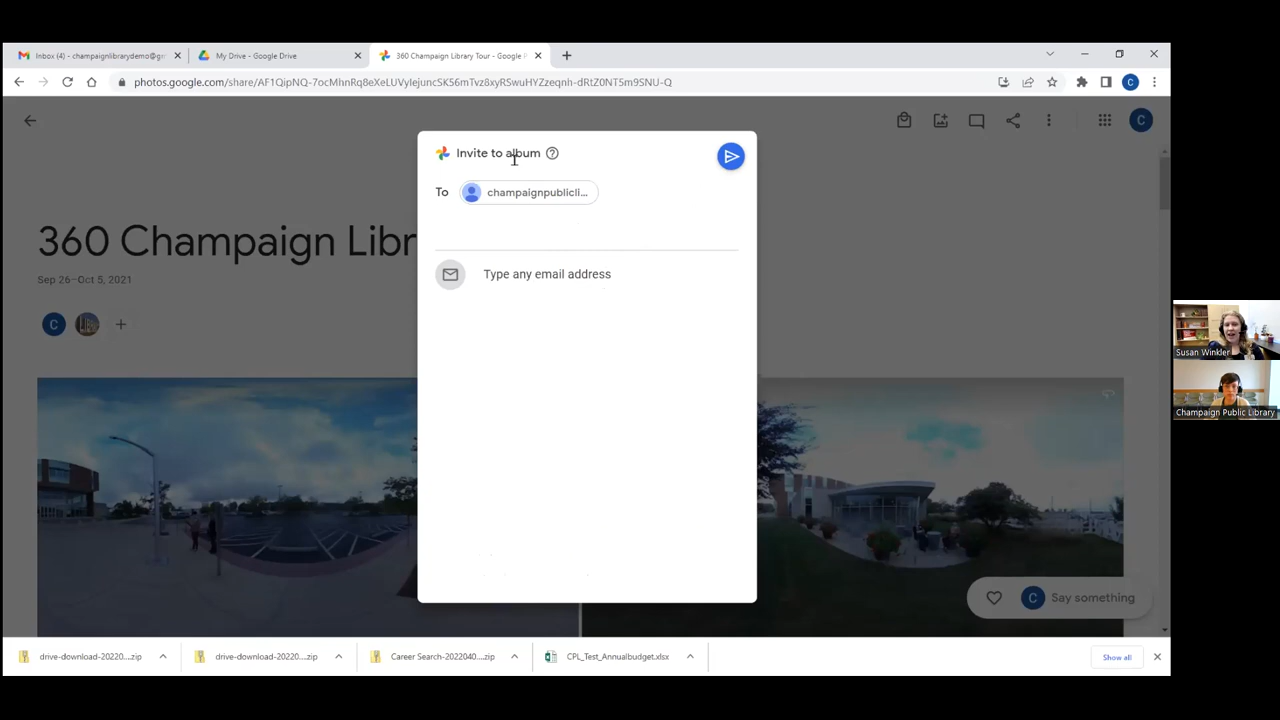 Inbox (4) - champaignlibrarydemo@gm
My Drive - Google Drive
360 Champaign Library Tour - Google P
photos.google.com/share/AF1QipNQ-7ocMhnRq8eXeLUVyIejuncSK56mTvz8xyRSwuHYZzeqnh-dRtZ0NT5m9SNU-Q
C
C
Invite to album
To
champaignpubliccli...
360 Champaign Libr
Sep 26–Oct 5, 2021
Type any email address
C
Susan Winkler
Champaign Public Library
C
Say something
drive-download-20220....zip
drive-download-20220....zip
Career Search-2022040....zip
CPL_Test_Annualbudget.xlsx
Show all